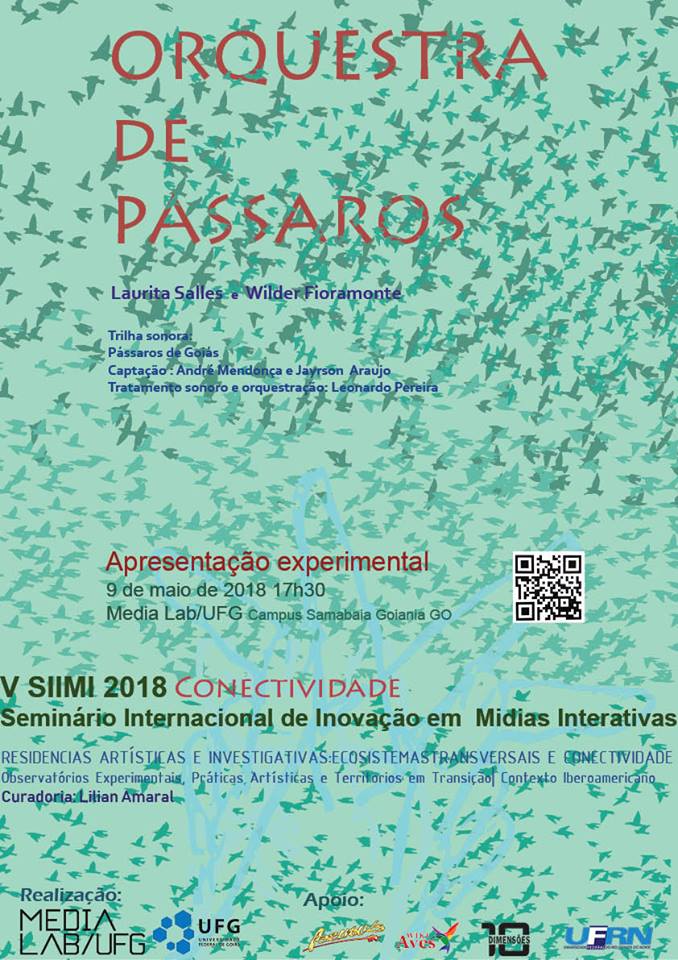 ORQUESTRA
DE
PASSAROS
Laurita Salles e Wilder Fioramonte
Trilha sonora:
Pássaros de Goiás
Captação : André Mendonça e Jayrson Araujo
Tratamento sonoro e orquestração: Leonardo Pereira
Apresentação experimental
9 de maio de 2018 17h30
Media Lab/UFG Campus Samabaia Goiania GO
V SIIMI 2018 CONECTIVIDADE
Seminário Internacional de Inovação em Midias Interativas
RESIDENCIAS ARTÍSTICAS E INVESTIGATIVAS:ECOSISTEMASTRANSVERSAIS E CONECTIVIDADE
Observatórios Experimentais, Práticas Artísticas e Territorios em Transição| Contexto Iberoamericano
Curadoria: Lilian Amaral
Realização:
Apoio:
MEDIA
LAB/UFG
UFG
UNIVERSIDADE
FEDERAL DE GOIÁS
WIKI
Aves
10
DIMENSÕES
UFRN